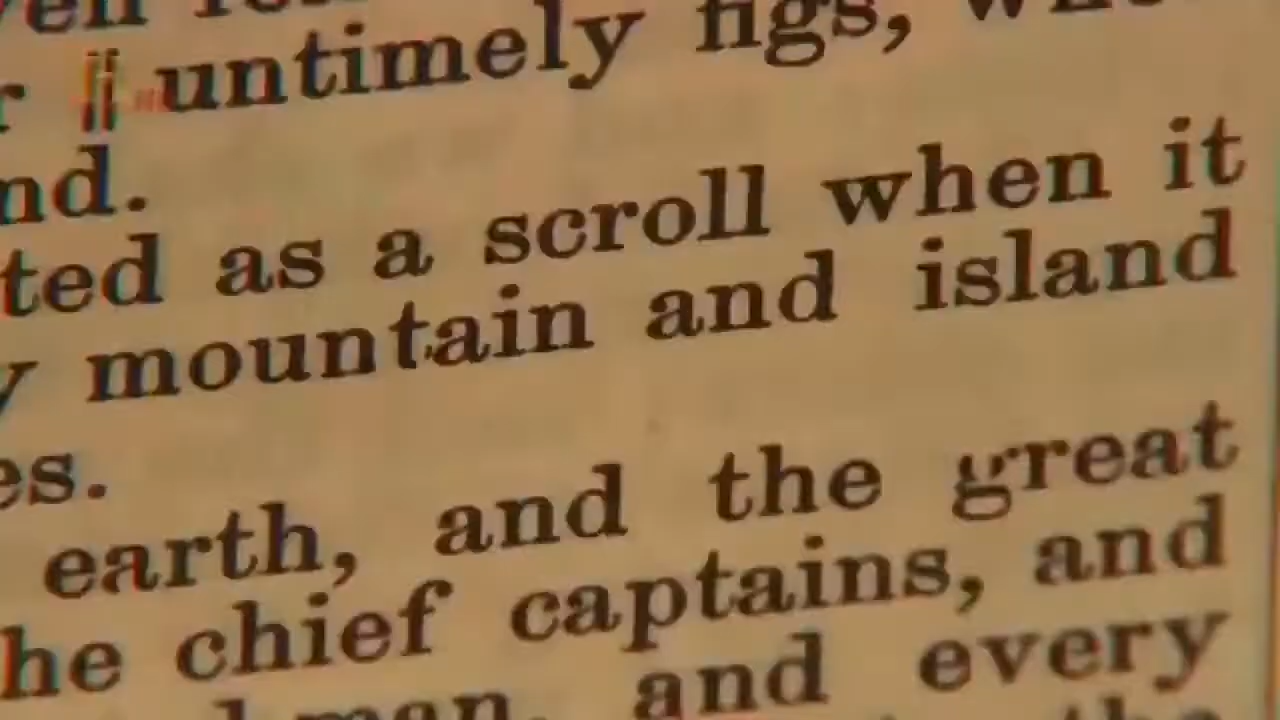 untimely figs,
nd.
ted as a scroll when it
y mountain and island
es.
earth, and the great
he chief captains, and
man, and every
the